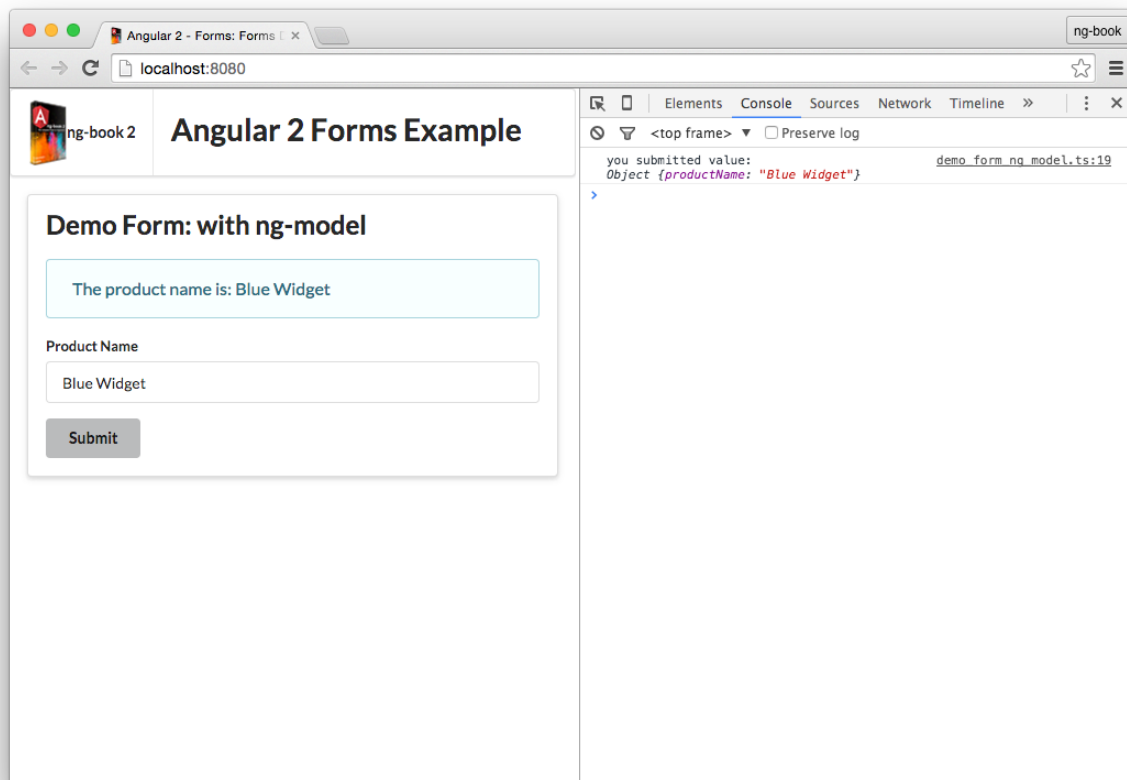 Angular 2 - Forms: Forms
ng-book
localhost:8080
ng-book 2
Angular 2 Forms Example
Demo Form: with ng-model
The product name is: Blue Widget
Product Name
Blue Widget
Submit
Elements Console Sources Network Timeline »
<top frame> ▼ Preserve log
you submitted value: demo_form_ng_model.ts:19
Object {productName: "Blue Widget"}
>